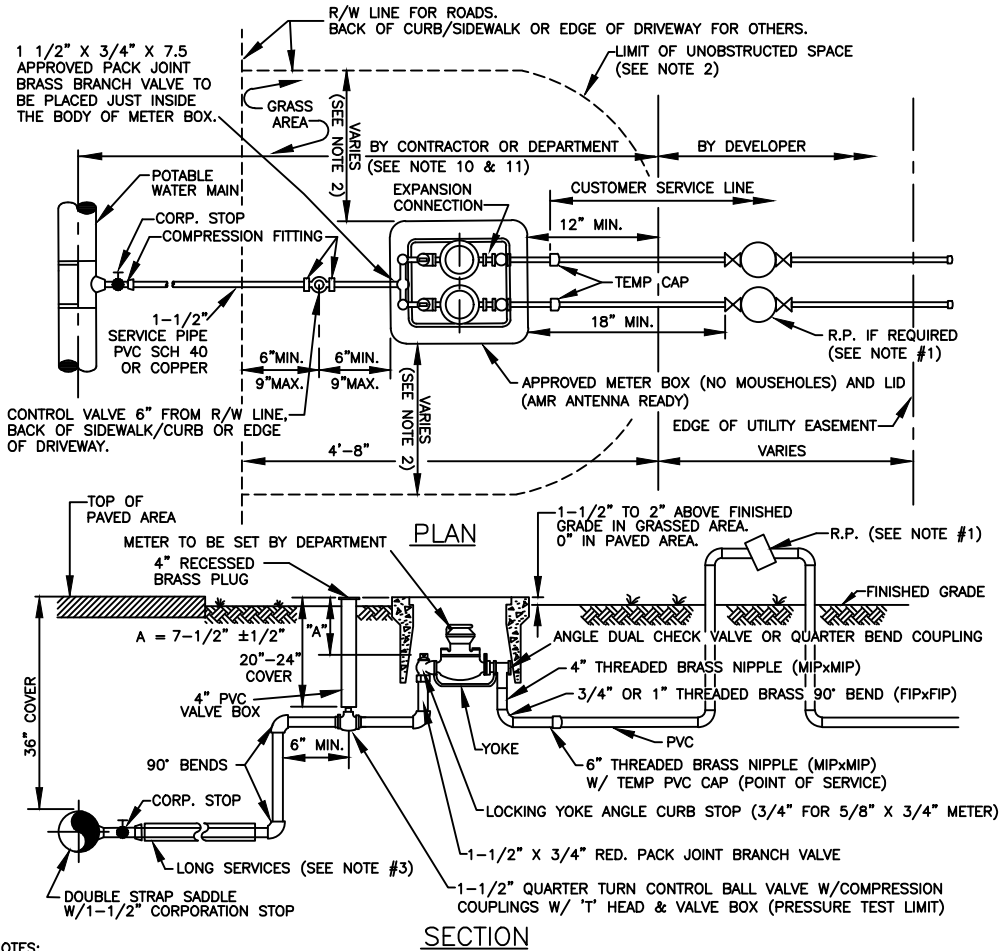 R/W LINE FOR ROADS.
BACK OF CURB/SIDEWALK OR EDGE OF DRIVEWAY FOR OTHERS.
1 1/2" X 3/4" X 7.5
APPROVED PACK JOINT
BRASS BRANCH VALVE TO
BE PLACED JUST INSIDE
THE BODY OF METER BOX.
LIMIT OF UNOBSTRUCTED SPACE
(SEE NOTE 2)
GRASS
AREA
VARIES
(SEE NOTE 2)
BY CONTRACTOR OR DEPARTMENT
(SEE NOTE 10 & 11)
BY DEVELOPER
POTABLE
WATER MAIN
EXPANSION
CONNECTION
CUSTOMER SERVICE LINE
CORP. STOP
COMPRESSION FITTING
12" MIN.
TEMP CAP
1-1/2"
SERVICE PIPE
PVC SCH 40
OR COPPER
18" MIN.
R.P. IF REQUIRED
(SEE NOTE #1)
6"MIN.
9"MAX.
6"MIN.
9"MAX.
APPROVED METER BOX (NO MOUSEHOLES) AND LID
(AMR ANTENNA READY)
CONTROL VALVE 6" FROM R/W LINE,
BACK OF SIDEWALK/CURB OR EDGE
OF DRIVEWAY.
VARIES
(SEE NOTE 2)
EDGE OF UTILITY EASEMENT
4'-8"
VARIES
TOP OF
PAVED AREA
PLAN
1-1/2" TO 2" ABOVE FINISHED
GRADE IN GRASSED AREA.
0" IN PAVED AREA.
R.P. (SEE NOTE #1)
METER TO BE SET BY DEPARTMENT
4" RECESSED
BRASS PLUG
FINISHED GRADE
"A"
A = 7-1/2" ±1/2"
ANGLE DUAL CHECK VALVE OR QUARTER BEND COUPLING
20"-24"
COVER
4" THREADED BRASS NIPPLE (MIPxMIP)
4" PVC
VALVE BOX
3/4" OR 1" THREADED BRASS 90° BEND (FIPxFIP)
36" COVER
6" MIN.
YOKE
PVC
90° BENDS
6" THREADED BRASS NIPPLE (MIPxMIP)
W/ TEMP PVC CAP (POINT OF SERVICE)
CORP. STOP
LOCKING YOKE ANGLE CURB STOP (3/4" FOR 5/8" X 3/4" METER)
1-1/2" X 3/4" RED. PACK JOINT BRANCH VALVE
LONG SERVICES (SEE NOTE #3)
DOUBLE STRAP SADDLE
W/1-1/2" CORPORATION STOP
1-1/2" QUARTER TURN CONTROL BALL VALVE W/COMPRESSION
COUPLINGS W/ 'T' HEAD & VALVE BOX (PRESSURE TEST LIMIT)
SECTION
OTES: